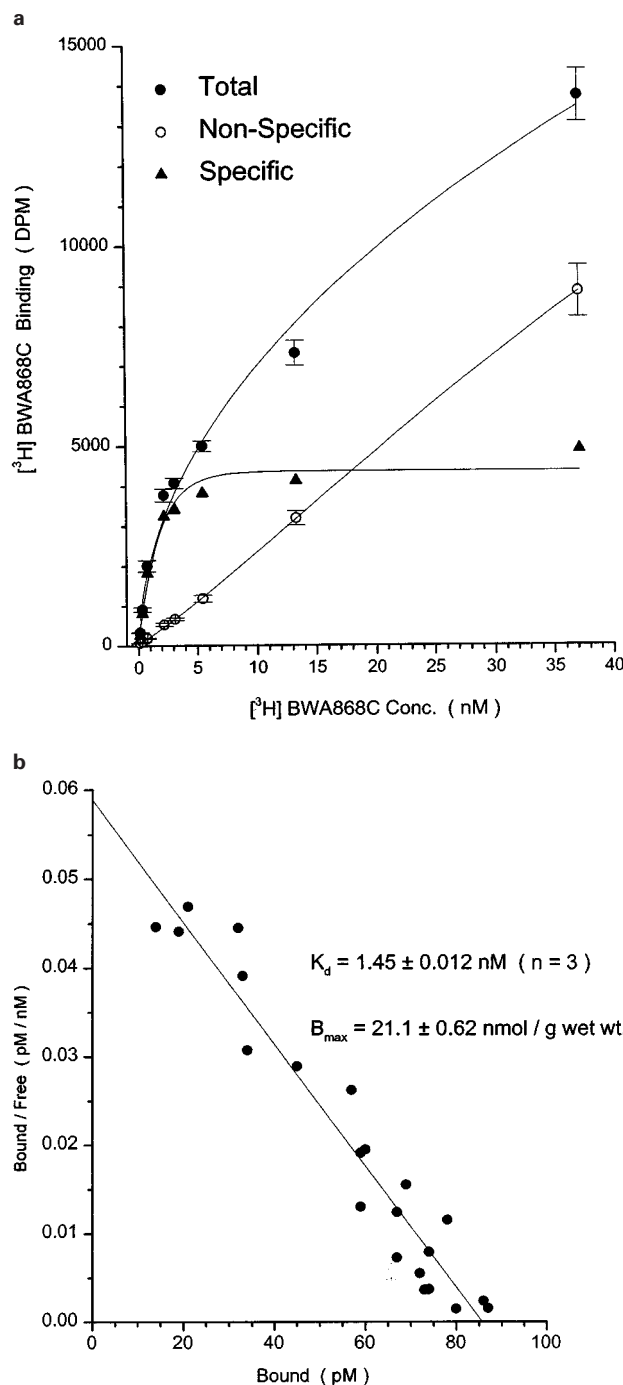 a
15000
10000
5000
0
[³H] BWA868C Binding ( DPM )
Total
Non-Specific
Specific
0 5 10 15 20 25 30 35 40
[³H] BWA868C Conc. ( nM )
b
0.06
0.05
0.04
0.03
0.02
0.01
0.00
Bound / Free ( pM / nM )
K_d = 1.45 ± 0.012 nM ( n = 3 )
B_max = 21.1 ± 0.62 nmol / g wet wt
0 20 40 60 80 100
Bound ( pM )